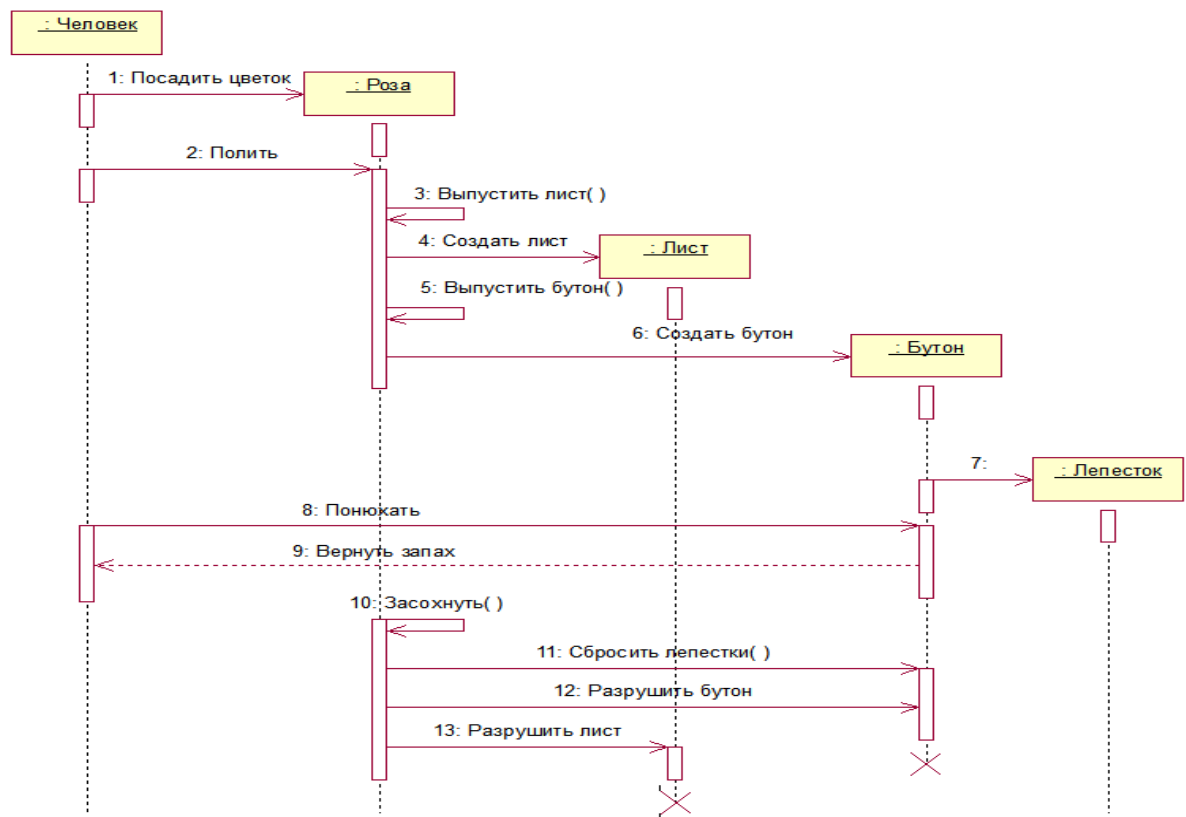 _: Человек
1: Посадить цветок
_: Роза
2: Полить
3: Выпустить лист( )
4: Создать лист
_: Лист
5: Выпустить бутон( )
6: Создать бутон
_: Бутон
7:
_: Лепесток
8: Понюхать
9: Вернуть запах
10: Засохнуть( )
11: Сбросить лепестки( )
12: Разрушить бутон
13: Разрушить лист